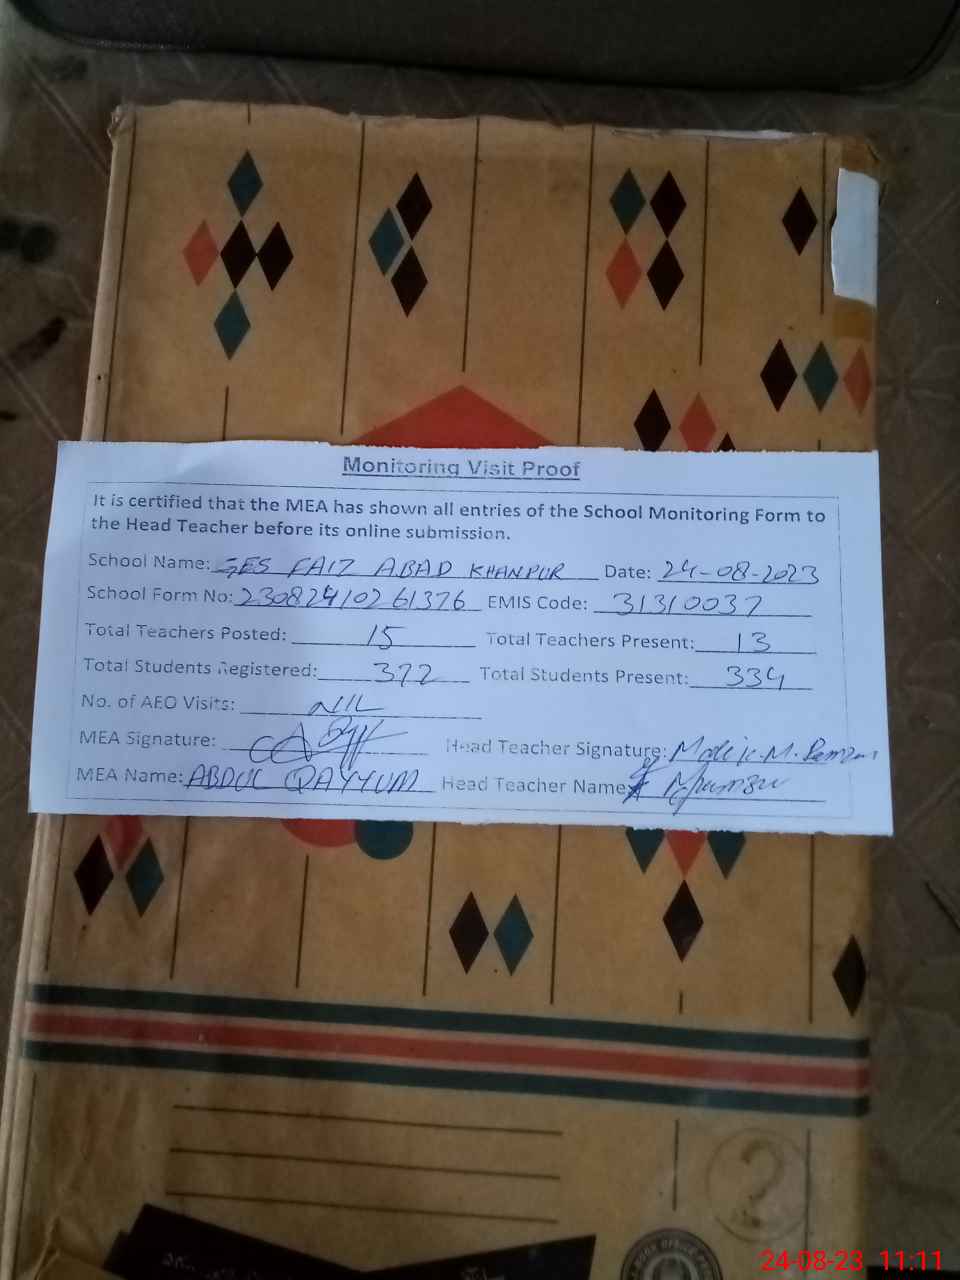 Monitoring Visit Proof
It is certified that the MEA has shown all entries of the School Monitoring Form to
the Head Teacher before its online submission.
School Name: GES FAIZ ABAD KHANPUR Date: 24-08-2023
School Form No: 23082410261376 EMIS Code: 31310037
Total Teachers Posted: 15 Total Teachers Present: 13
Total Students Registered: 372 Total Students Present: 334
No. of AEO Visits: NIL
MEA Signature: Head Teacher Signature:
MEA Name: ABDUL QAYYUM Head Teacher Name:
2
24-08-23 11:11